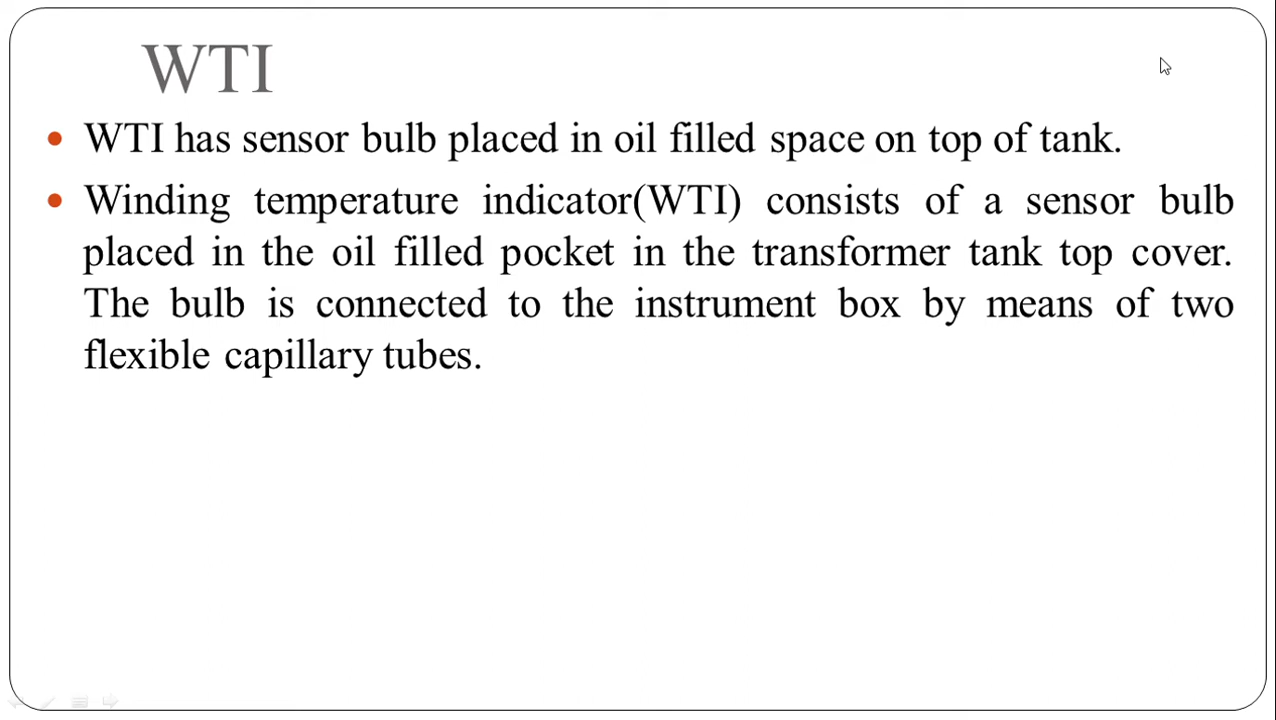 WTI
WTI has sensor bulb placed in oil filled space on top of tank.
Winding temperature indicator(WTI) consists of a sensor bulb
placed in the oil filled pocket in the transformer tank top cover.
The bulb is connected to the instrument box by means of two
flexible capillary tubes.